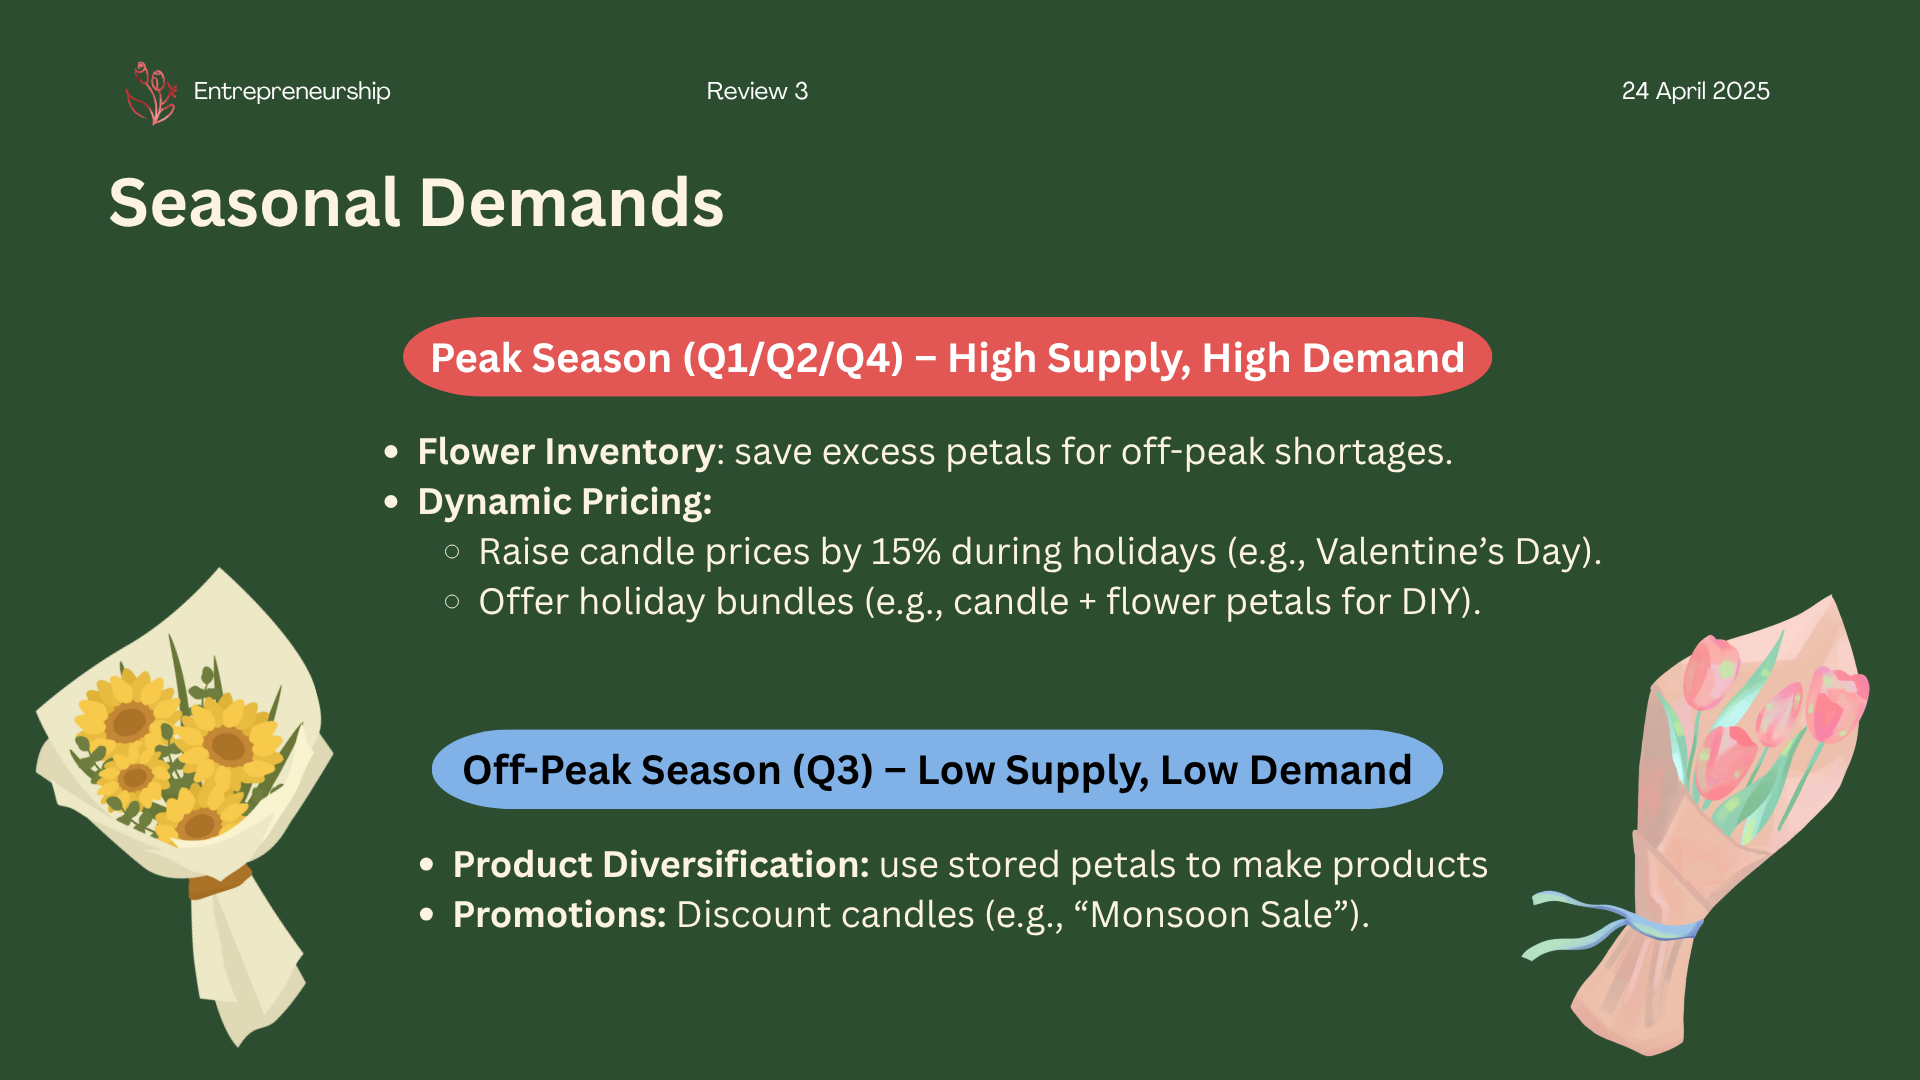 Entrepreneurship
Review 3
24 April 2025
Seasonal Demands
Peak Season (Q1/Q2/Q4) – High Supply, High Demand
• Flower Inventory: save excess petals for off-peak shortages.
• Dynamic Pricing:
○ Raise candle prices by 15% during holidays (e.g., Valentine’s Day).
○ Offer holiday bundles (e.g., candle + flower petals for DIY).
Off-Peak Season (Q3) – Low Supply, Low Demand
• Product Diversification: use stored petals to make products
• Promotions: Discount candles (e.g., “Monsoon Sale”).